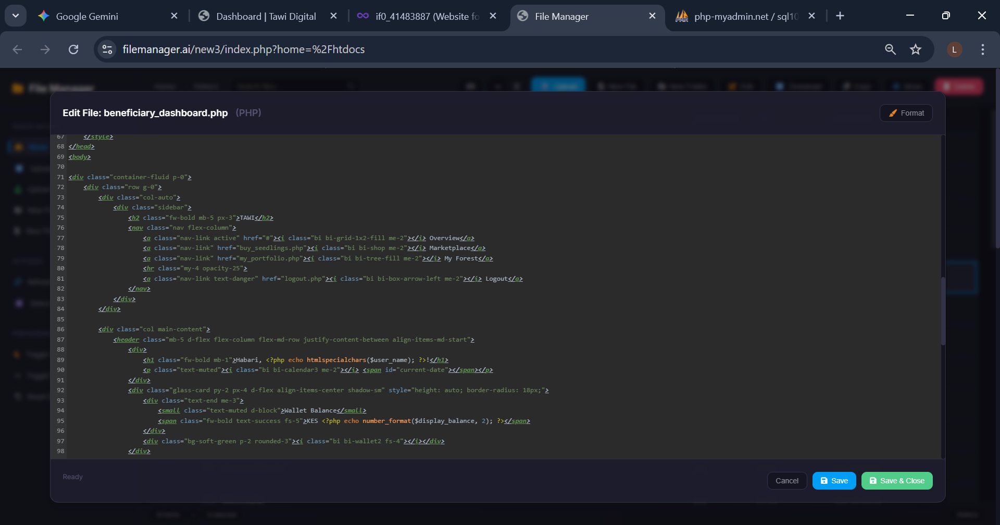 Google Gemini
Dashboard | Tawi Digital
if0_41483887 (Website fo
File Manager
php-myadmin.net / sql10
filemanager.ai/new3/index.php?home=%2Fhtdocs
L
File Manager
Edit File: beneficiary_dashboard.php (PHP)
Format
67 </style>
68 </head>
69 <body>
70
71 <div class="container-fluid p-0">
72 <div class="row g-0">
73 <div class="col-auto">
74 <div class="sidebar">
75 <h2 class="fw-bold mb-5 px-3">TAWI</h2>
76 <nav class="nav flex-column">
77 <a class="nav-link active" href="#"><i class="bi bi-grid-1x2-fill me-2"></i> Overview</a>
78 <a class="nav-link" href="buy_seedlings.php"><i class="bi bi-shop me-2"></i> Marketplace</a>
79 <a class="nav-link" href="my_portfolio.php"><i class="bi bi-tree-fill me-2"></i> My Forest</a>
80 <hr class="my-4 opacity-25">
81 <a class="nav-link text-danger" href="logout.php"><i class="bi bi-box-arrow-left me-2"></i> Logout</a>
82 </nav>
83 </div>
84 </div>
85
86 <div class="col main-content">
87 <header class="mb-5 d-flex flex-column flex-md-row justify-content-between align-items-md-start">
88 <div>
89 <h1 class="fw-bold mb-1">Habari, <?php echo htmlspecialchars($user_name); ?>!</h1>
90 <p class="text-muted"><i class="bi bi-calendar3 me-2"></i> <span id="current-date"></span></p>
91 </div>
92 <div class="glass-card py-2 px-4 d-flex align-items-center shadow-sm" style="height: auto; border-radius: 18px;">
93 <div class="text-end me-3">
94 <small class="text-muted d-block">Wallet Balance</small>
95 <span class="fw-bold text-success fs-5">KES <?php echo number_format($display_balance, 2); ?></span>
96 </div>
97 <div class="bg-soft-green p-2 rounded-3"><i class="bi bi-wallet2 fs-4"></i></div>
98 </div>
Ready
Cancel
Save
Save & Close